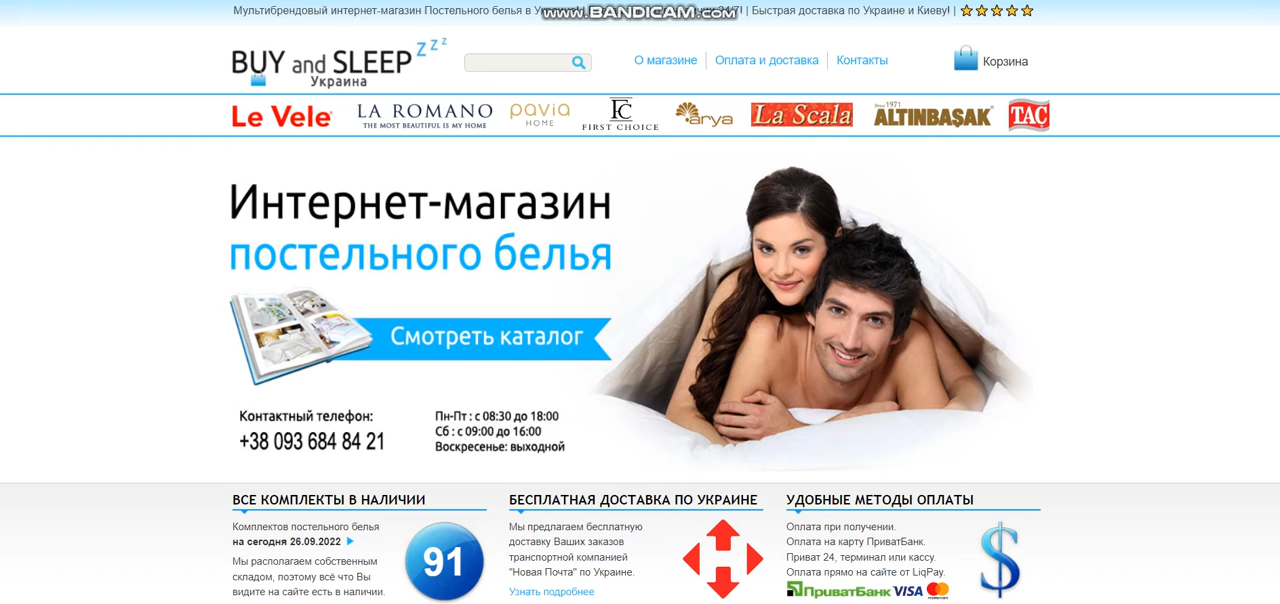 Мультибрендовый интернет-магазин Постельного белья в
24/7! | Быстрая доставка по Украине и Киеву! |
www.BANDICAM.com
BUY and SLEEP z z z
Украина
О магазине
Оплата и доставка
Контакты
Корзина
Le Vele
LA ROMANO
THE MOST BEAUTIFUL IS MY HOME
pavia
HOME
FC
FIRST CHOICE
arya
La Scala
Since 1971
ALTINBAŞAK
TAÇ
Интернет-магазин
постельного белья
Смотреть каталог
Контактный телефон:
+38 093 684 84 21
Пн-Пт : с 08:30 до 18:00
Сб : с 09:00 до 16:00
Воскресенье: выходной
ВСЕ КОМПЛЕКТЫ В НАЛИЧИИ
Комплектов постельного белья
на сегодня 26.09.2022
Мы располагаем собственным
складом, поэтому всё что Вы
видите на сайте есть в наличии.
91
БЕСПЛАТНАЯ ДОСТАВКА ПО УКРАИНЕ
Мы предлагаем бесплатную
доставку Ваших заказов
транспортной компанией
"Новая Почта" по Украине.
Узнать подробнее
УДОБНЫЕ МЕТОДЫ ОПЛАТЫ
Оплата при получении.
Оплата на карту ПриватБанк.
Приват 24, терминал или кассу.
Оплата прямо на сайте от LiqPay.
ПриватБанк VISA
$